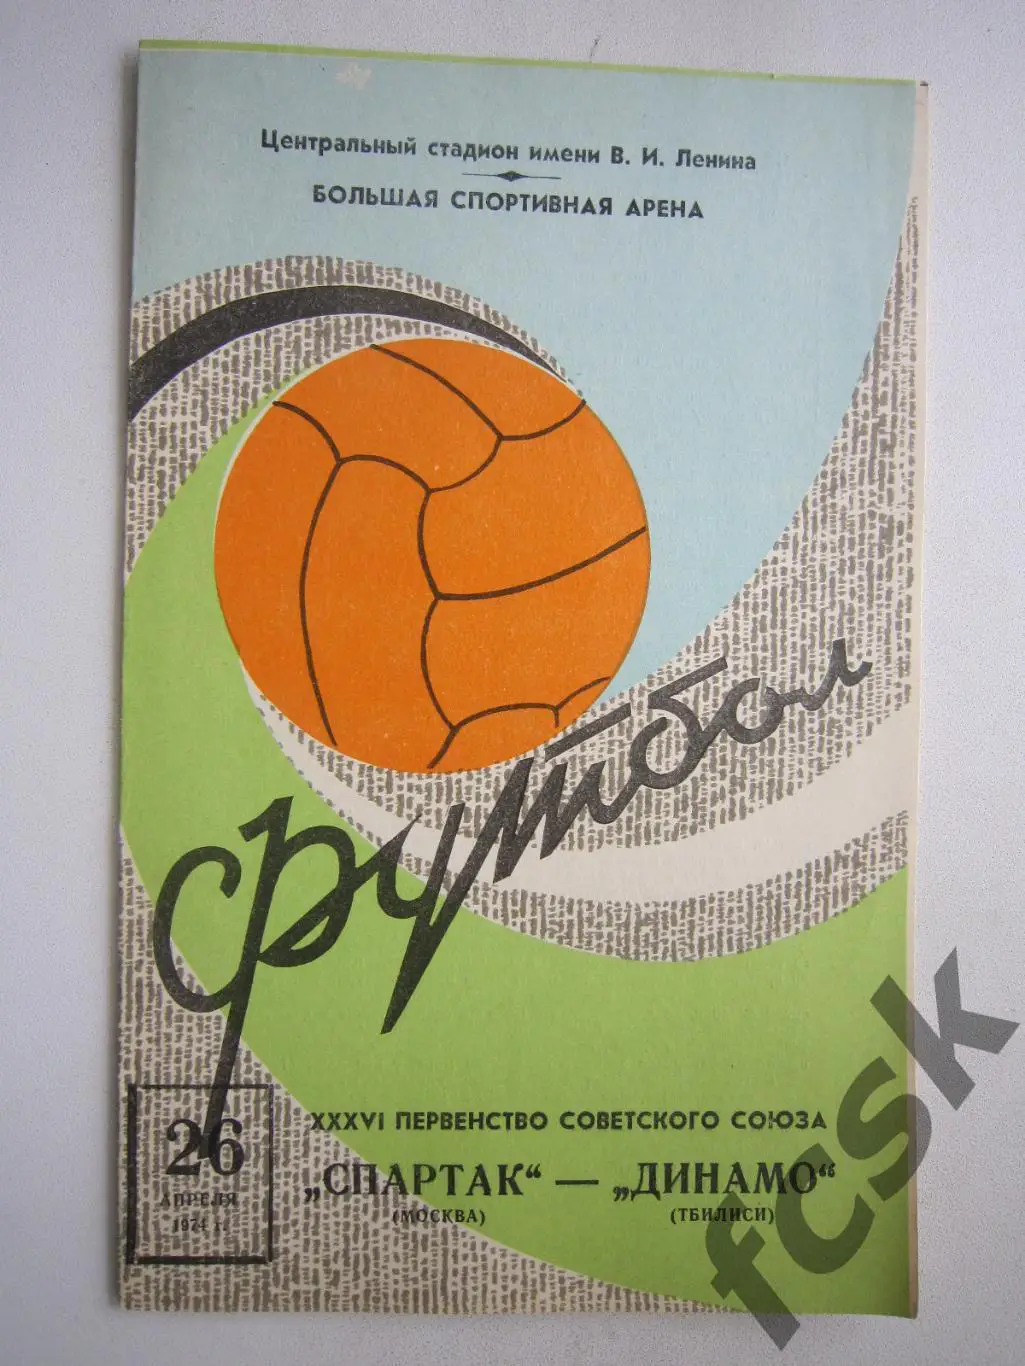 Центральный стадион имени В. И. Ленина
БОЛЬШАЯ СПОРТИВНАЯ АРЕНА
футбол
26
АПРЕЛЯ
1974 г.
XXXVI ПЕРВЕНСТВО СОВЕТСКОГО СОЮЗА
„СПАРТАК“ — „ДИНАМО“
(МОСКВА) (ТБИЛИСИ)
fcsk